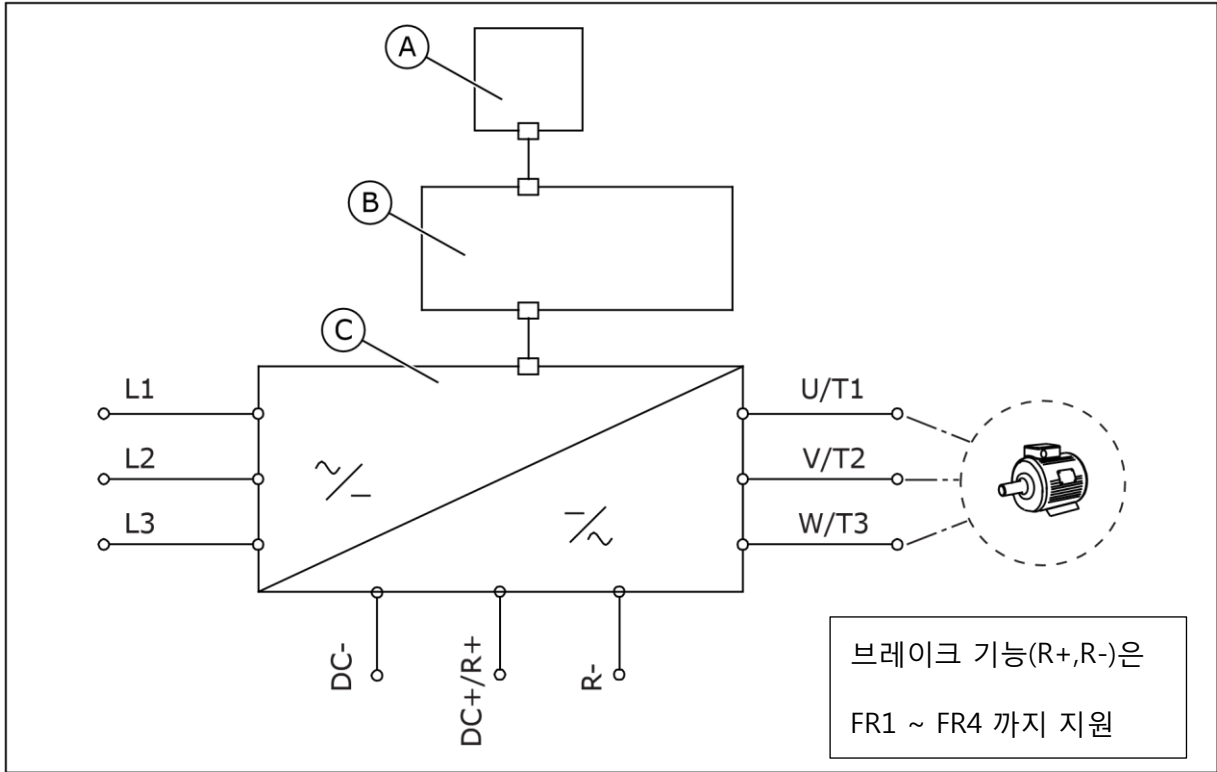 A
B
C
L1
U/T1
L2
V/T2
L3
W/T3
DC-
DC+/R+
R-
브레이크 기능(R+,R-)은
FR1 ~ FR4 까지 지원